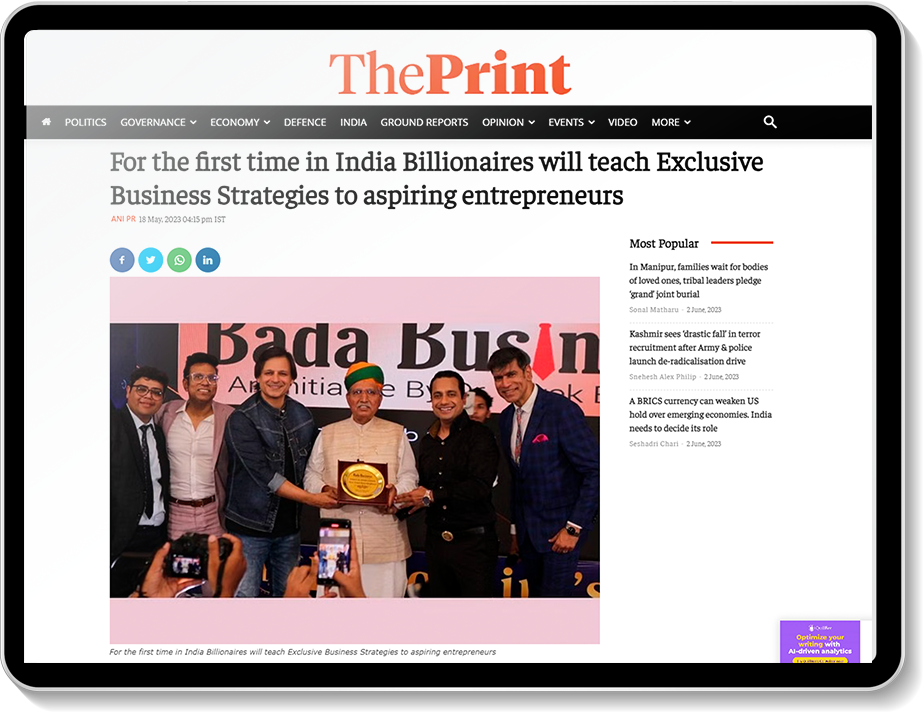 ThePrint
POLITICS GOVERNANCE ECONOMY DEFENCE INDIA GROUND REPORTS OPINION EVENTS VIDEO MORE
For the first time in India Billionaires will teach Exclusive
Business Strategies to aspiring entrepreneurs
ANI PR 18 May, 2023 04:15 pm IST
Bada Busin
An Initiative By Dr
Most Popular
In Manipur, families wait for bodies
of loved ones, tribal leaders pledge
'grand' joint burial
Sonal Matharu - 2 June, 2023
Kashmir sees 'drastic fall' in terror
recruitment after Army & police
launch de-radicalisation drive
Snehesh Alex Philip - 2 June, 2023
A BRICS currency can weaken US
hold over emerging economies. India
needs to decide its role
Seshadri Chari - 2 June, 2023
Optimize your
writing with
AI-driven analytics
For the first time in India Billionaires will teach Exclusive Business Strategies to aspiring entrepreneurs